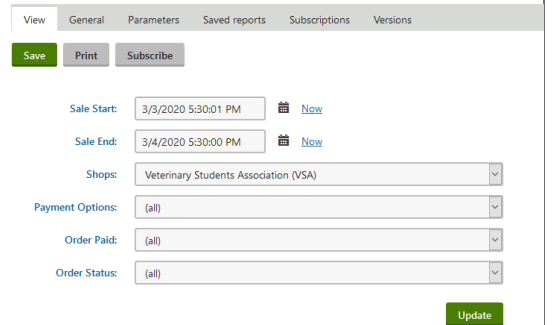 View General Parameters Saved reports Subscriptions Versions
Save Print Subscribe
Sale Start: 3/3/2020 5:30:01 PM Now
Sale End: 3/4/2020 5:30:00 PM Now
Shops: Veterinary Students Association (VSA)
Payment Options: (all)
Order Paid: (all)
Order Status: (all)
Update